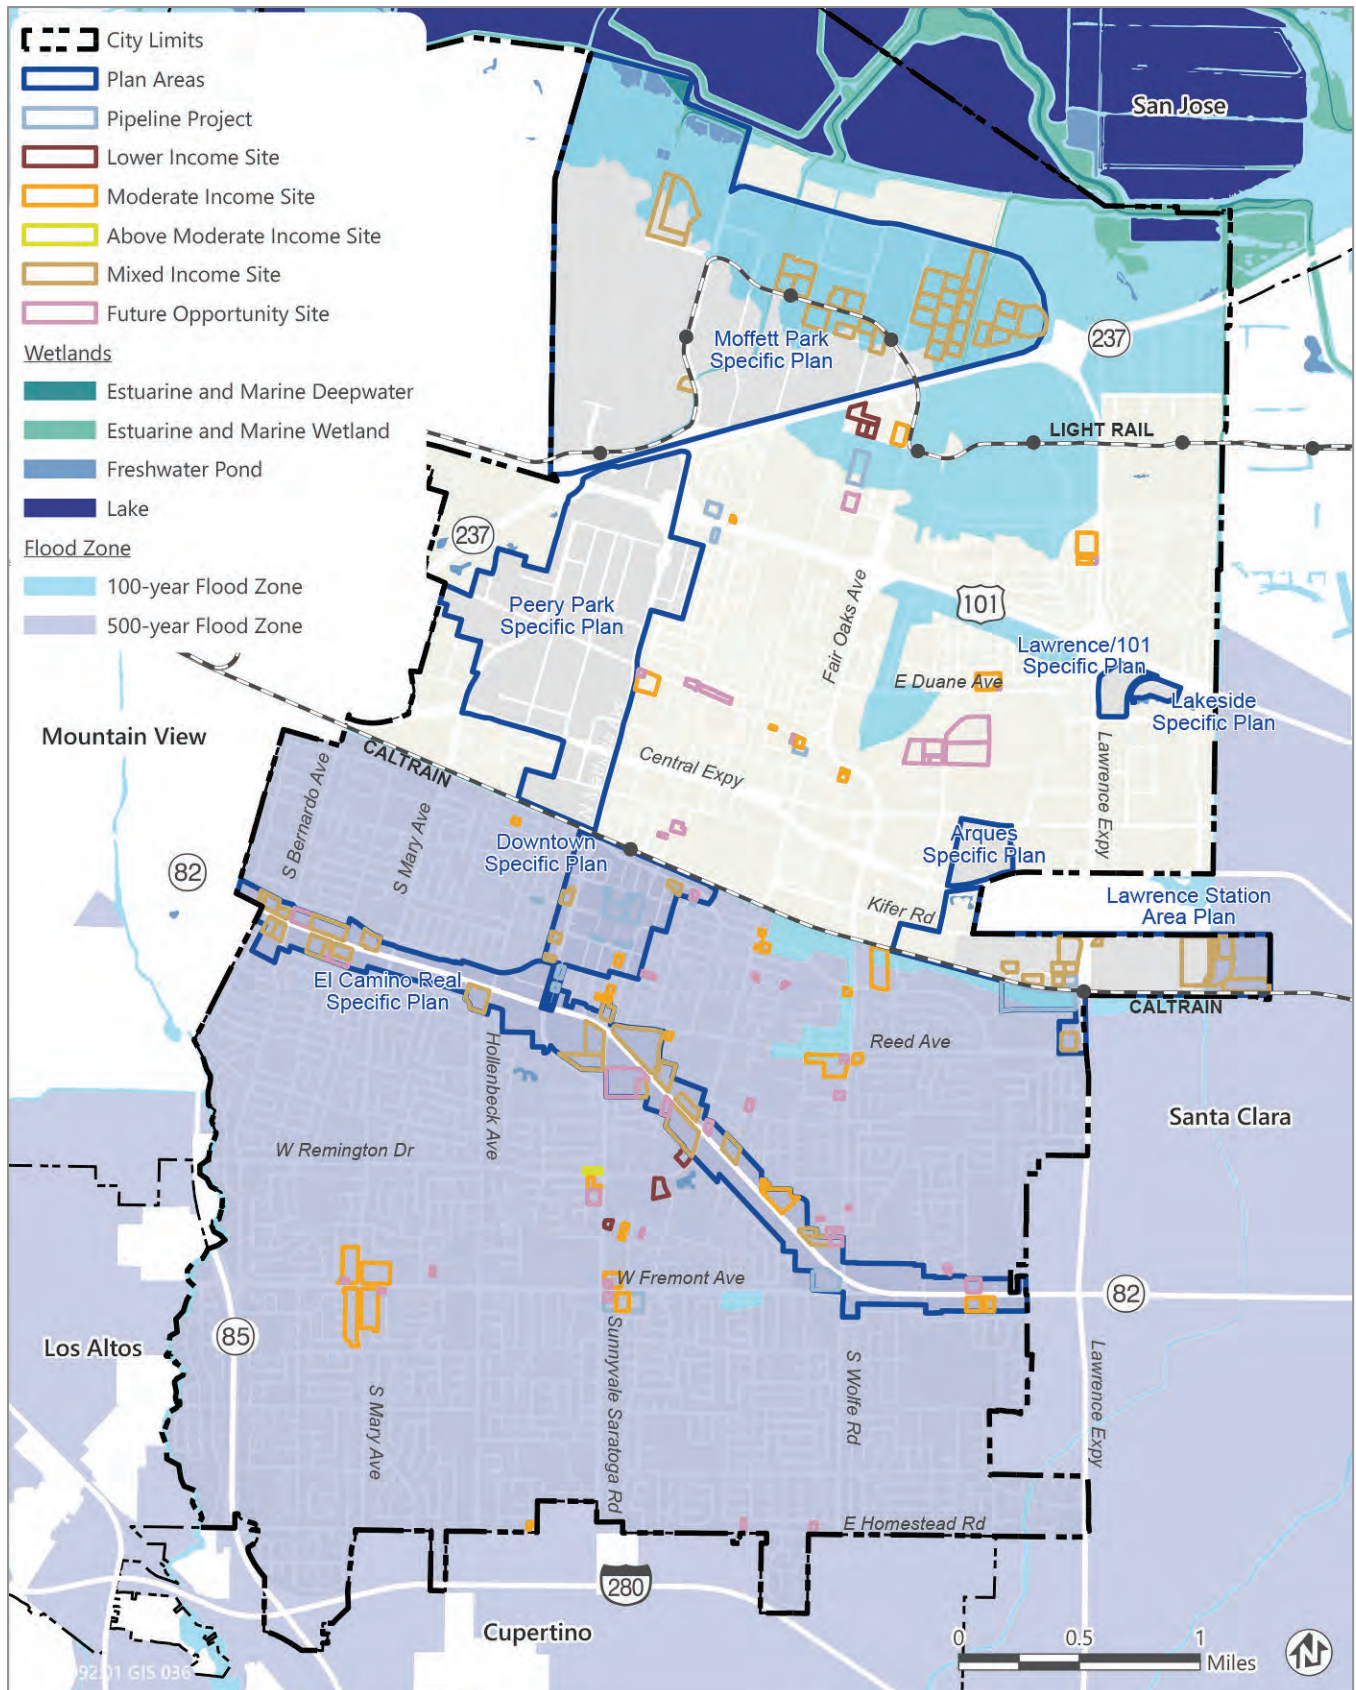 City Limits
Plan Areas
Pipeline Project
Lower Income Site
Moderate Income Site
Above Moderate Income Site
Mixed Income Site
Future Opportunity Site
Wetlands
Estuarine and Marine Deepwater
Estuarine and Marine Wetland
Freshwater Pond
Lake
Flood Zone
100-year Flood Zone
500-year Flood Zone
San Jose
237
Moffett Park
Specific Plan
LIGHT RAIL
237
Peery Park
Specific Plan
Fair Oaks Ave
101
Lawrence/101
Specific Plan
E Duane Ave
Lakeside
Specific Plan
Mountain View
CALTRAIN
Central Expy
Lawrence Expy
S Bernardo Ave
S Mary Ave
Downtown
Specific Plan
Arques
Specific Plan
82
Kifer Rd
Lawrence Station
Area Plan
El Camino Real
Specific Plan
CALTRAIN
Hollenbeck Ave
Reed Ave
Santa Clara
W Remington Dr
W Fremont Ave
82
85
Los Altos
Sunnyvale Saratoga Rd
S Wolfe Rd
Lawrence Expy
S Mary Ave
E Homestead Rd
280
Cupertino
0 0.5 1
Miles
N
GIS 036